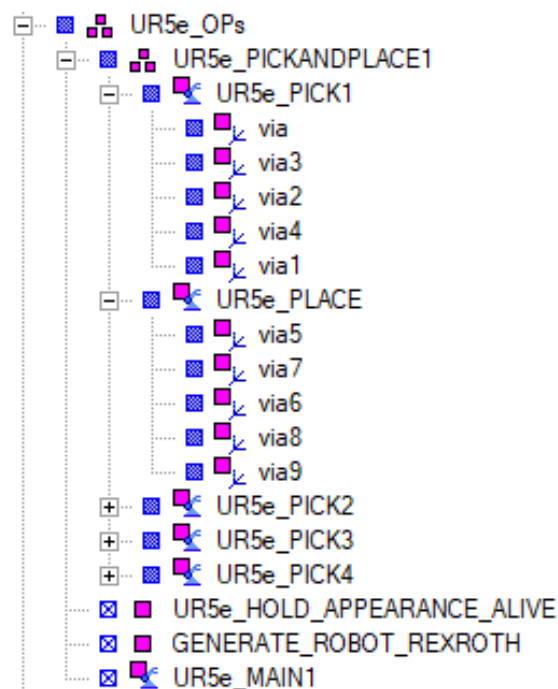 UR5e_OPs
UR5e_PICKANDPLACE1
UR5e_PICK1
via
via3
via2
via4
via1
UR5e_PLACE
via5
via7
via6
via8
via9
UR5e_PICK2
UR5e_PICK3
UR5e_PICK4
UR5e_HOLD_APPEARANCE_ALIVE
GENERATE_ROBOT_REXROTH
UR5e_MAIN1